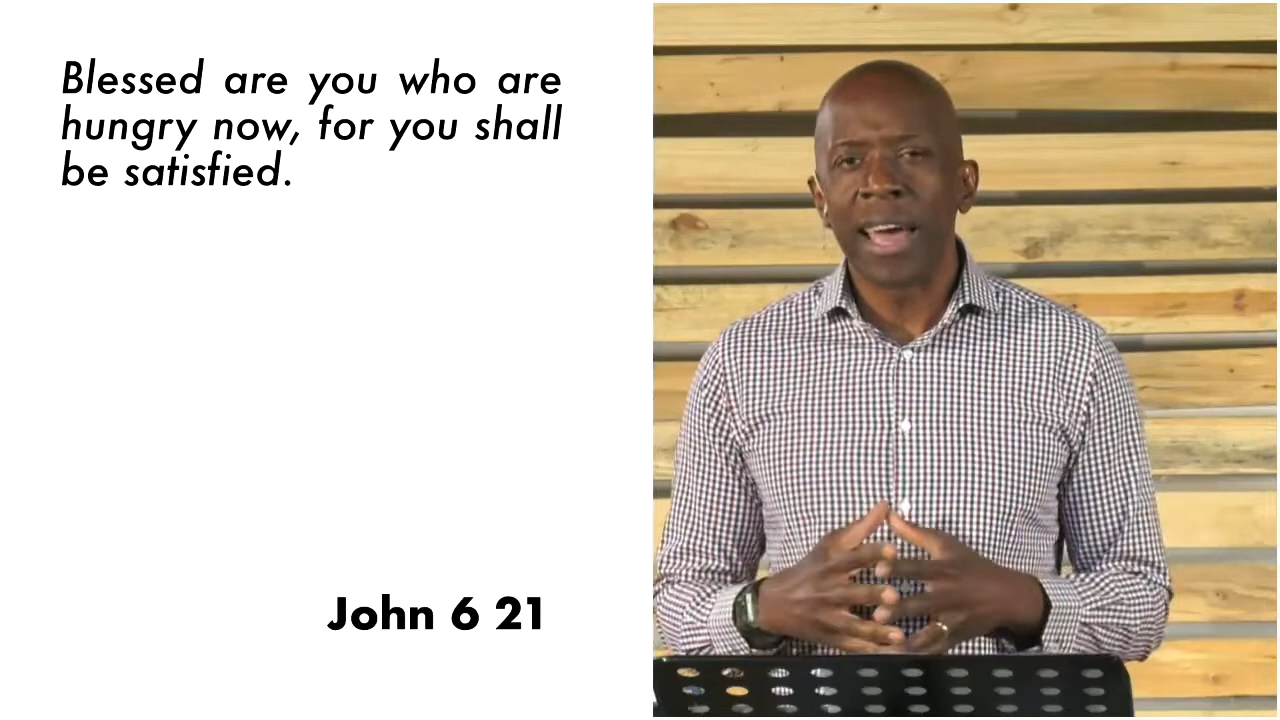 Blessed are you who are
hungry now, for you shall
be satisfied.
John 6 21